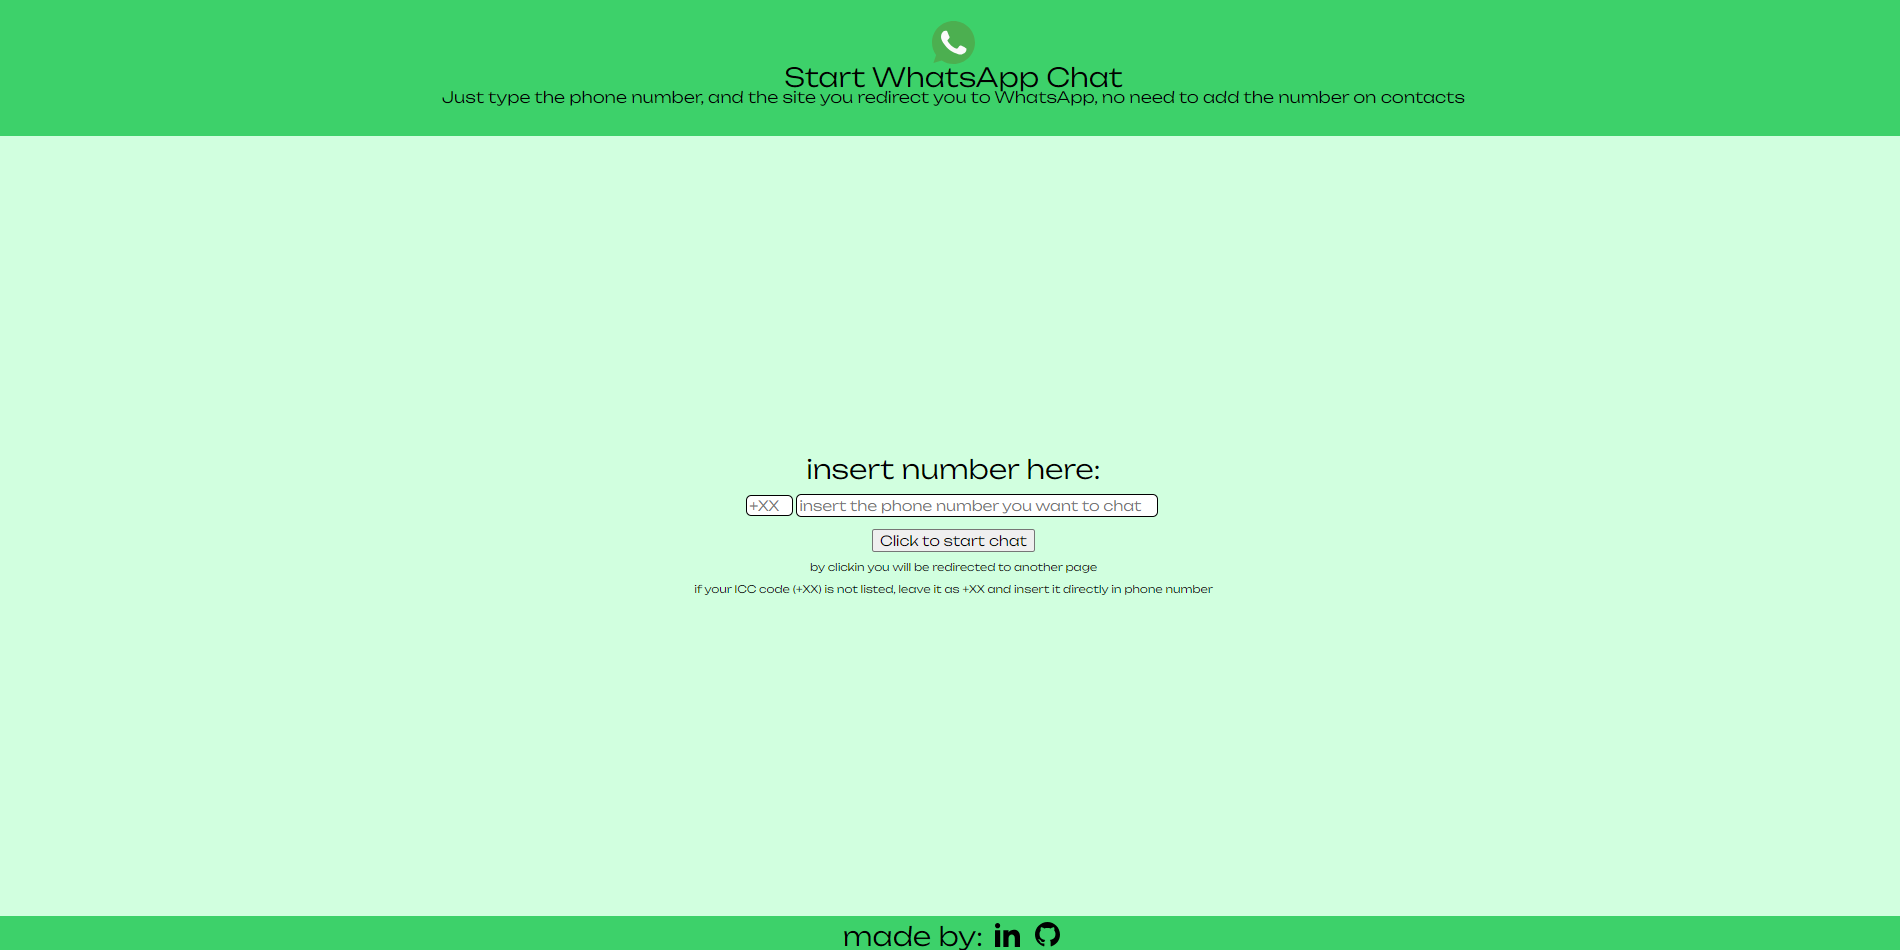 Start WhatsApp Chat
Just type the phone number, and the site you redirect you to WhatsApp, no need to add the number on contacts
insert number here:
+XX insert the phone number you want to chat
Click to start chat
by clickin you will be redirected to another page
if your ICC code (+XX) is not listed, leave it as +XX and insert it directly in phone number
made by: in